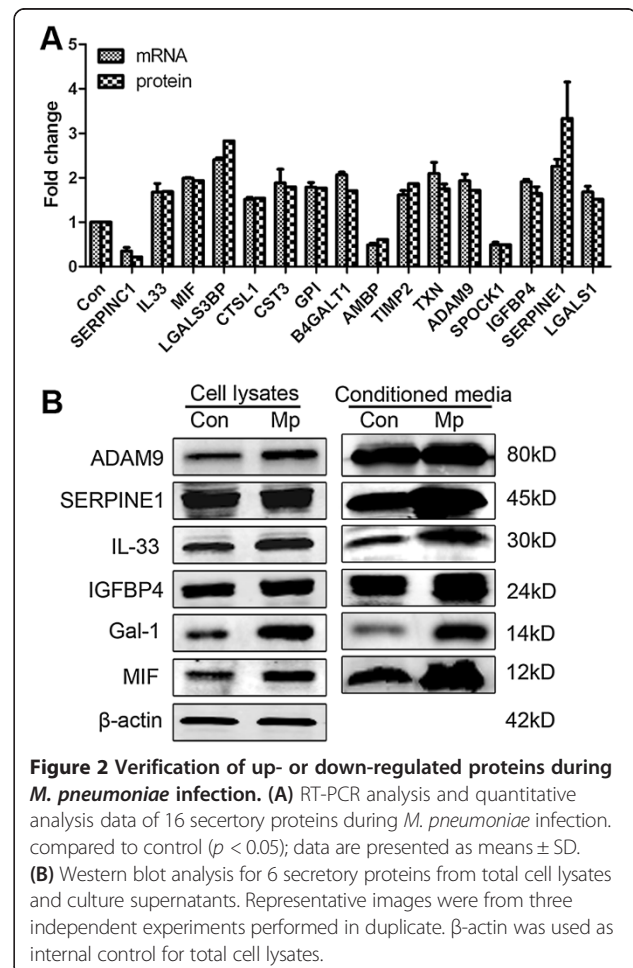 A
mRNA
protein
Fold change
5
4
3
2
1
0
Con
SERPINC1
IL33
MIF
LGALS3BP
CTSL1
CST3
GPI
B4GALT1
AMBP
TIMP2
TXN
ADAM9
SPOCK1
IGFBP4
SERPINE1
LGALS1
B
Cell lysates Conditioned media
Con Mp Con Mp
ADAM9 80kD
SERPINE1 45kD
IL-33 30kD
IGFBP4 24kD
Gal-1 14kD
MIF 12kD
β-actin 42kD
Figure 2 Verification of up- or down-regulated proteins during
M. pneumoniae infection. (A) RT-PCR analysis and quantitative
analysis data of 16 secertory proteins during M. pneumoniae infection.
compared to control (p < 0.05); data are presented as means ± SD.
(B) Western blot analysis for 6 secretory proteins from total cell lysates
and culture supernatants. Representative images were from three
independent experiments performed in duplicate. β-actin was used as
internal control for total cell lysates.